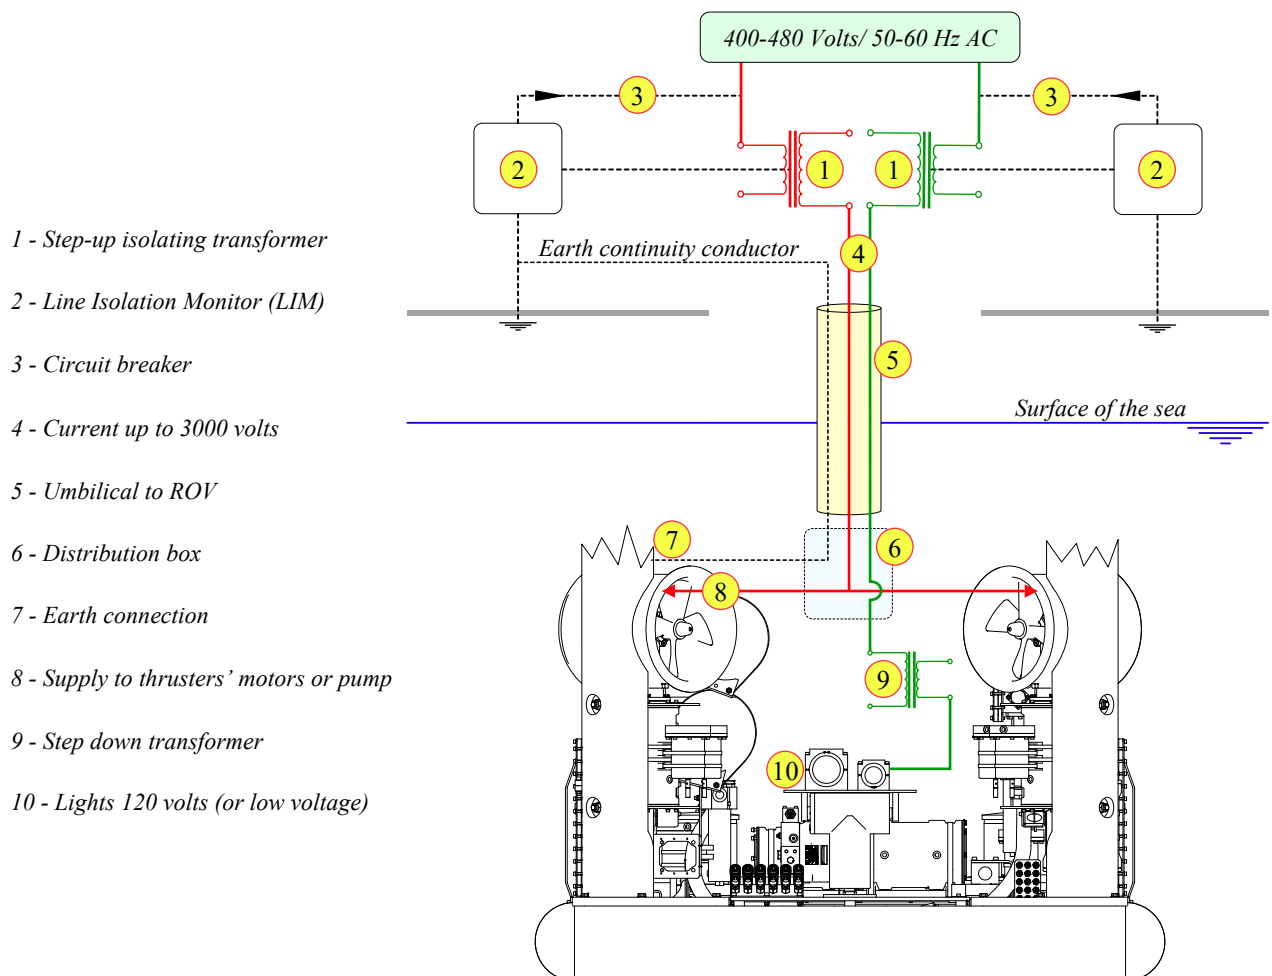 400-480 Volts/ 50-60 Hz AC
3
3
2
1
1
2
1 - Step-up isolating transformer
Earth continuity conductor
4
2 - Line Isolation Monitor (LIM)
3 - Circuit breaker
5
4 - Current up to 3000 volts
Surface of the sea
5 - Umbilical to ROV
6 - Distribution box
7
6
7 - Earth connection
8
8 - Supply to thrusters’ motors or pump
9
9 - Step down transformer
10
10 - Lights 120 volts (or low voltage)